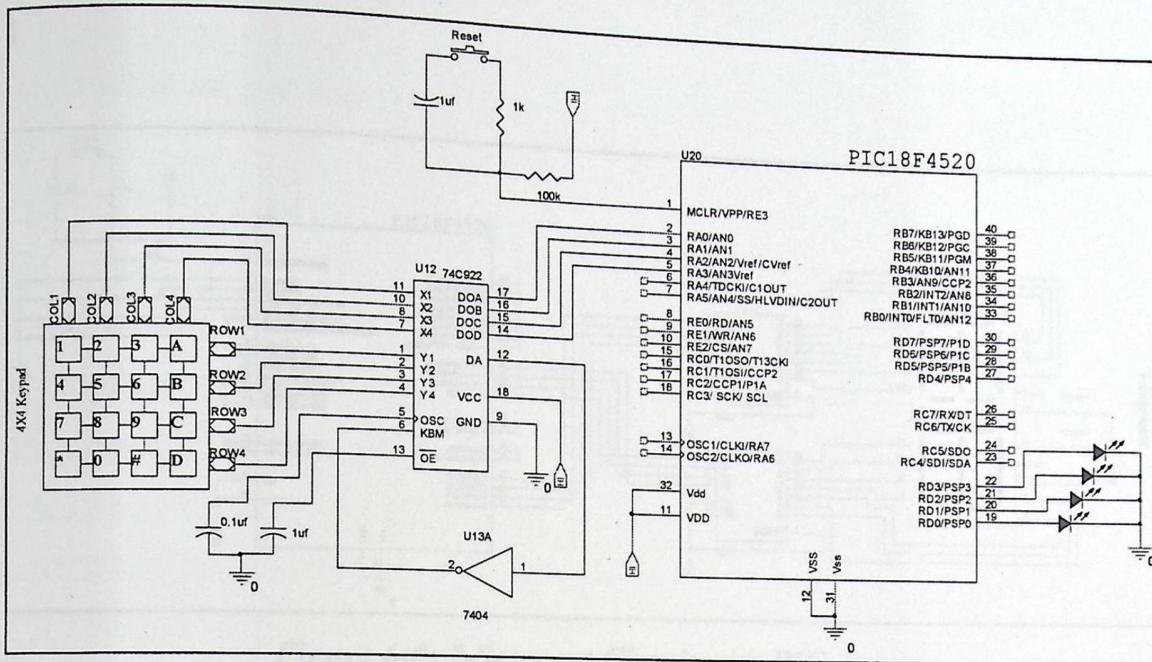 Reset
1uf
1k
HI
100k
U20
PIC18F4520
1
MCLR/VPP/RE3
2
RA0/AN0
3
RA1/AN1
4
RA2/AN2/Vref/CVref
5
RA3/AN3Vref
6
RA4/TDCKI/C1OUT
7
RA5/AN4/SS/HLVDIN/C2OUT
8
RE0/RD/AN5
9
RE1/WR/AN6
10
RE2/CS/AN7
15
RC0/T1OSO/T13CKI
16
RC1/T1OSI/CCP2
17
RC2/CCP1/P1A
18
RC3/ SCK/ SCL
13
OSC1/CLKI/RA7
14
OSC2/CLKO/RA6
32
Vdd
11
VDD
HI
RB7/KB13/PGD
40
RB6/KB12/PGC
39
RB5/KB11/PGM
38
RB4/KB10/AN11
37
RB3/AN9/CCP2
36
RB2/INT2/AN8
35
RB1/INT1/AN10
34
RB0/INT0/FLT0/AN12
33
RD7/PSP7/P1D
30
RD6/PSP6/P1C
29
RD5/PSP5/P1B
28
RD4/PSP4
27
RC7/RX/DT
26
RC6/TX/CK
25
RC5/SDO
24
RC4/SDI/SDA
23
RD3/PSP3
22
RD2/PSP2
21
RD1/PSP1
20
RD0/PSP0
19
0
VSS
12
Vss
31
0
U12
74C922
11
X1
10
X2
8
X3
7
X4
1
Y1
2
Y2
3
Y3
4
Y4
5
OSC
6
KBM
13
OE
DOA
17
DOB
16
DOC
15
DOD
14
DA
12
VCC
18
GND
9
0
HI
COL1
COL2
COL3
COL4
ROW1
ROW2
ROW3
ROW4
4X4 Keypad
1 2 3 A
4 5 6 B
7 8 9 C
* 0 # D
0.1uf
1uf
0
U13A
2
1
7404